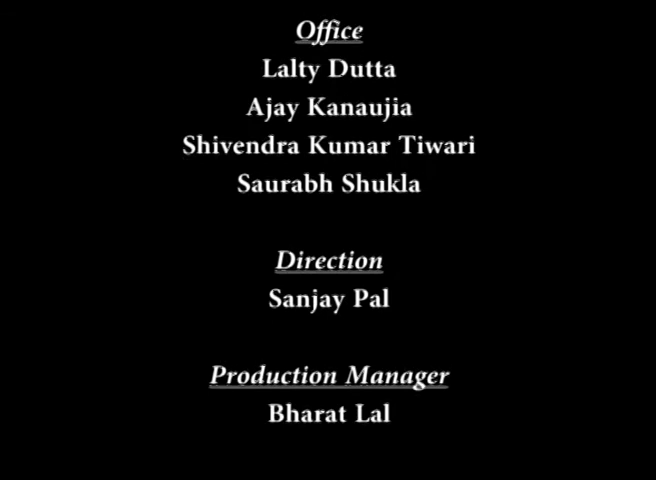 Office
Lalty Dutta
Ajay Kanaujia
Shivendra Kumar Tiwari
Saurabh Shukla
Direction
Sanjay Pal
Production Manager
Bharat Lal